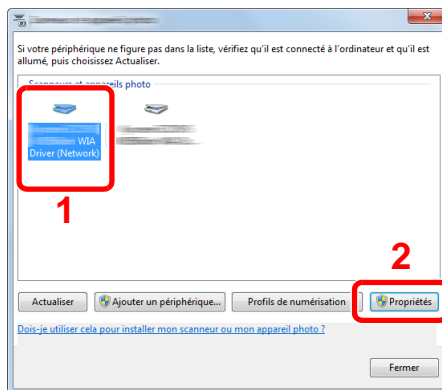 Si votre périphérique ne figure pas dans la liste, vérifiez qu'il est connecté à l'ordinateur et qu'il est
allumé, puis choisissez Actualiser.
Scanneurs et appareils photo
WIA
Driver (Network)
1
2
Actualiser
Ajouter un périphérique...
Profils de numérisation
Propriétés
Dois-je utiliser cela pour installer mon scanneur ou mon appareil photo ?
Fermer